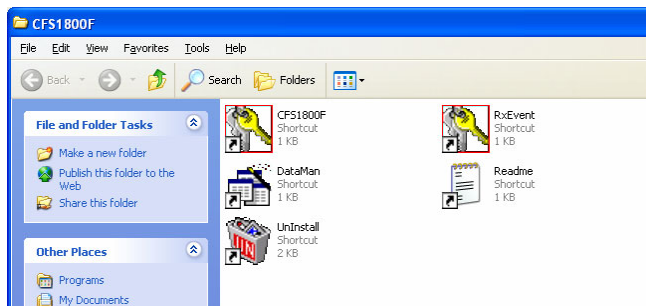 CFS1800F
File Edit View Favorites Tools Help
Back Search Folders
File and Folder Tasks
Make a new folder
Publish this folder to the
Web
Share this folder
Other Places
Programs
My Documents
CFS1800F
Shortcut
1 KB
RxEvent
Shortcut
1 KB
DataMan
Shortcut
1 KB
Readme
Shortcut
1 KB
UnInstall
Shortcut
2 KB